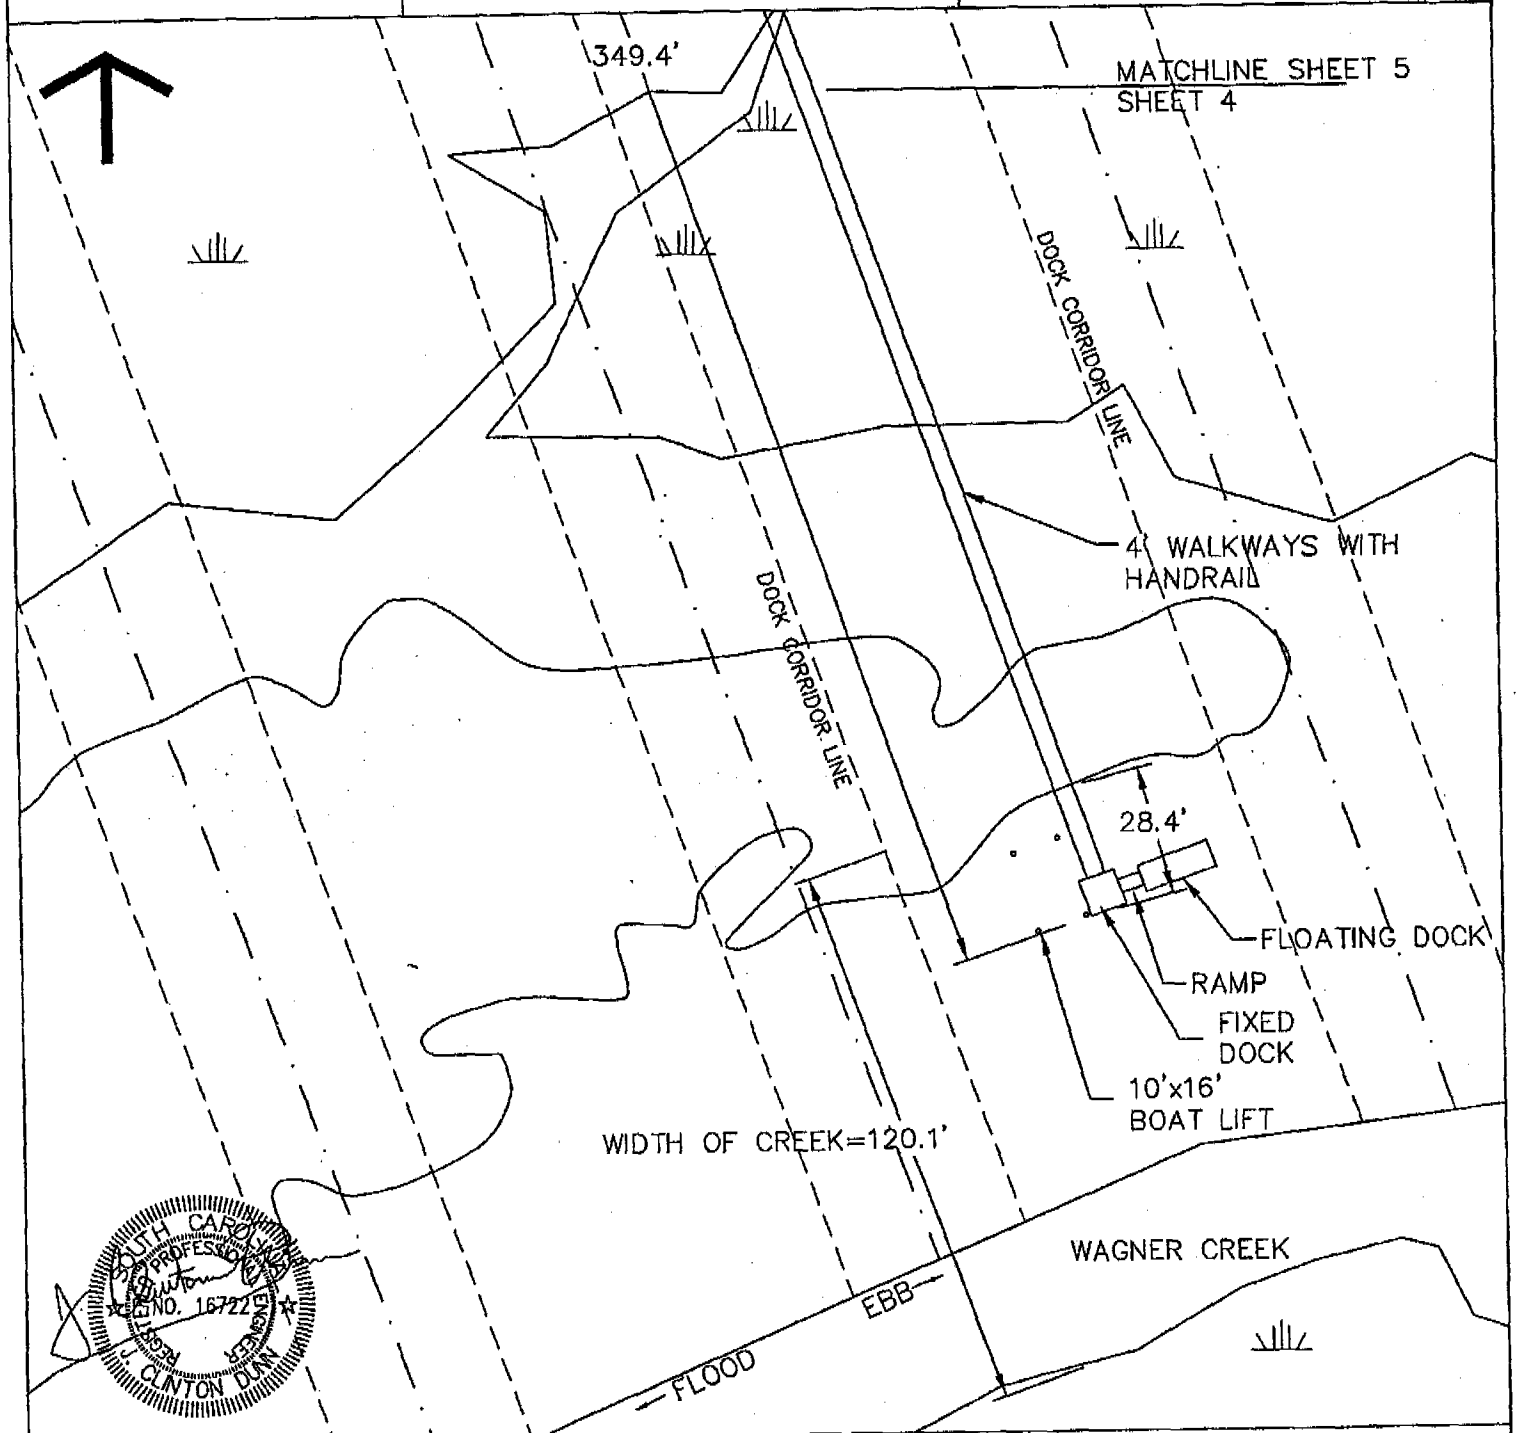 349.4'
MATCHLINE SHEET 5
SHEET 4
DOCK CORRIDOR LINE
4' WALKWAYS WITH
HANDRAIL
DOCK CORRIDOR LINE
28.4'
FLOATING DOCK
RAMP
FIXED
DOCK
10'x16'
BOAT LIFT
WIDTH OF CREEK=120.1'
WAGNER CREEK
EBB
FLOOD
SOUTH CAROLINA
REGISTERED PROFESSIONAL ENGINEER
NO. 16722
J. CLINTON DUNN